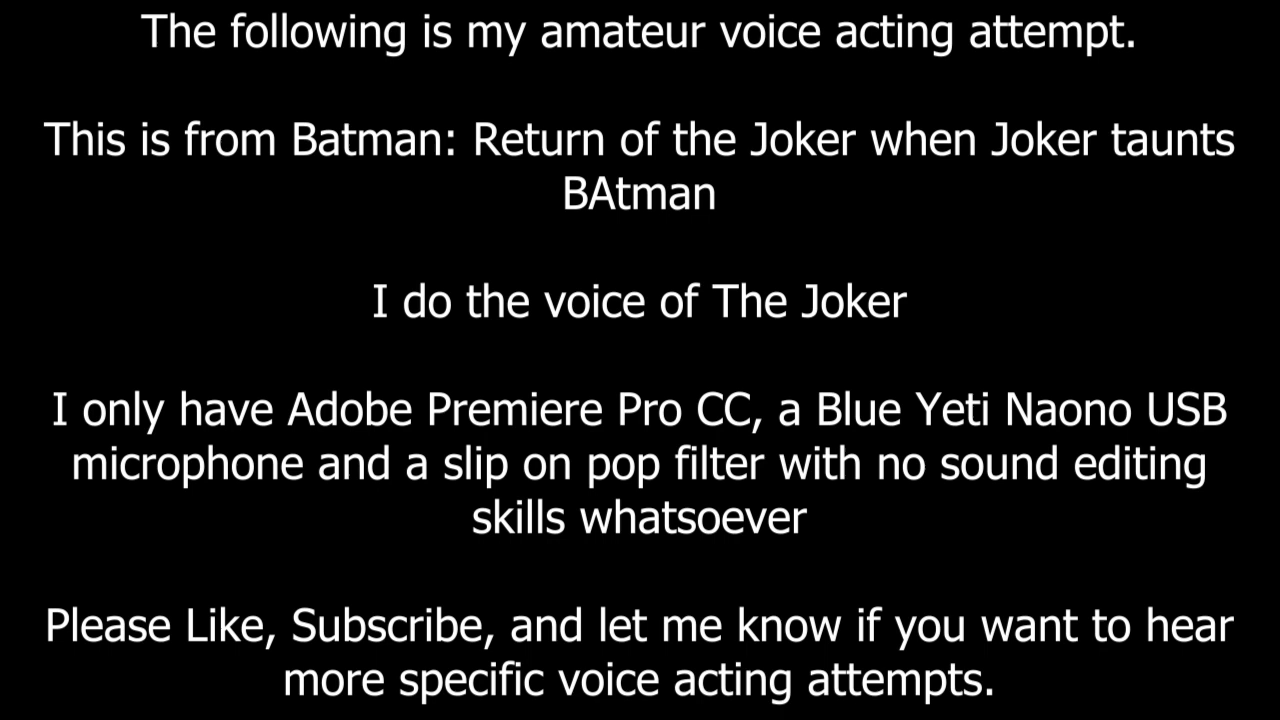 The following is my amateur voice acting attempt.
This is from Batman: Return of the Joker when Joker taunts
BAtman
I do the voice of The Joker
I only have Adobe Premiere Pro CC, a Blue Yeti Naono USB
microphone and a slip on pop filter with no sound editing
skills whatsoever
Please Like, Subscribe, and let me know if you want to hear
more specific voice acting attempts.